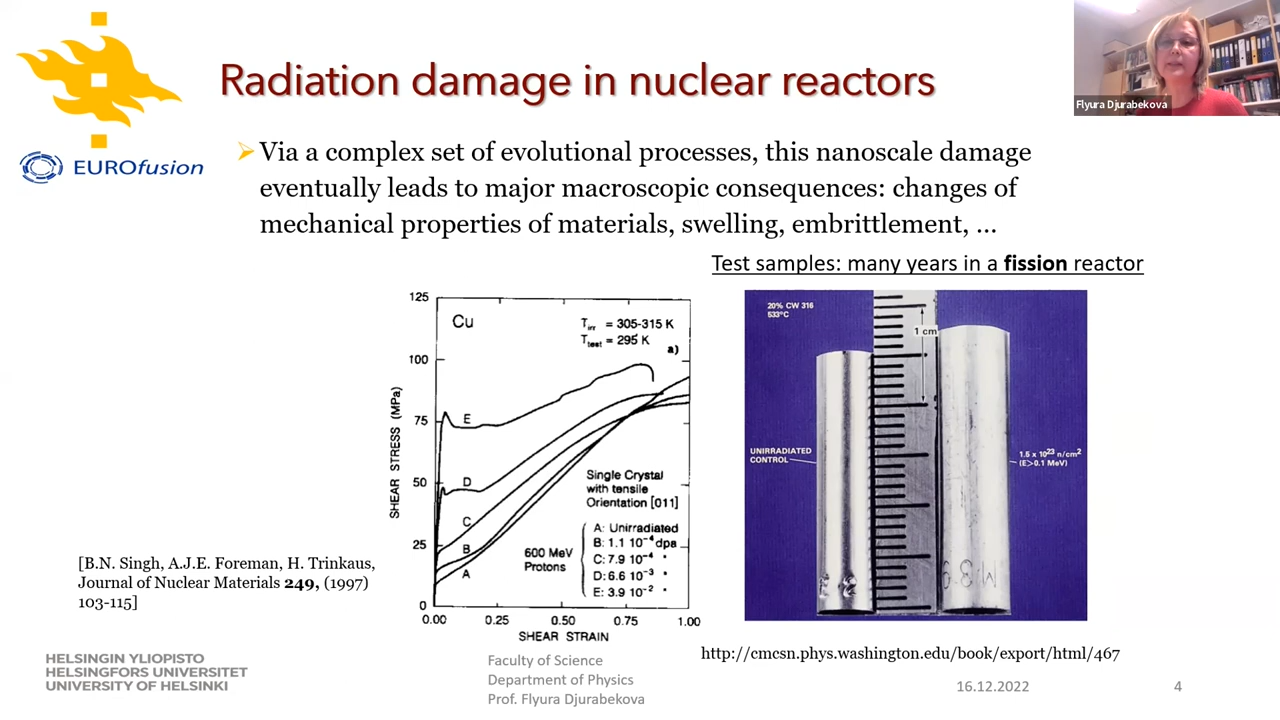 Radiation damage in nuclear reactors
Flyura Djurabekova
EUROfusion
➢ Via a complex set of evolutional processes, this nanoscale damage
eventually leads to major macroscopic consequences: changes of
mechanical properties of materials, swelling, embrittlement, ...
Test samples: many years in a fission reactor
125
100
75
50
25
0
SHEAR STRESS (MPa)
Cu
T_irr = 305-315 K
T_test = 295 K
a)
E
D
C
B
A
Single Crystal
with tensile
Orientation [011]
600 MeV
Protons
A: Unirradiated
B: 1.1 10⁻⁴ dpa
C: 7.9 10⁻⁴ "
D: 6.6 10⁻³ "
E: 3.9 10⁻² "
0.00 0.25 0.50 0.75 1.00
SHEAR STRAIN
20% CW 316
533°C
1 cm
UNIRRADIATED
CONTROL
1.5 x 10²³ n/cm²
(E>0.1 MeV)
[B.N. Singh, A.J.E. Foreman, H. Trinkaus,
Journal of Nuclear Materials 249, (1997)
103-115]
http://cmcsn.phys.washington.edu/book/export/html/467
HELSINGIN YLIOPISTO
HELSINGFORS UNIVERSITET
UNIVERSITY OF HELSINKI
Faculty of Science
Department of Physics
Prof. Flyura Djurabekova
16.12.2022
4